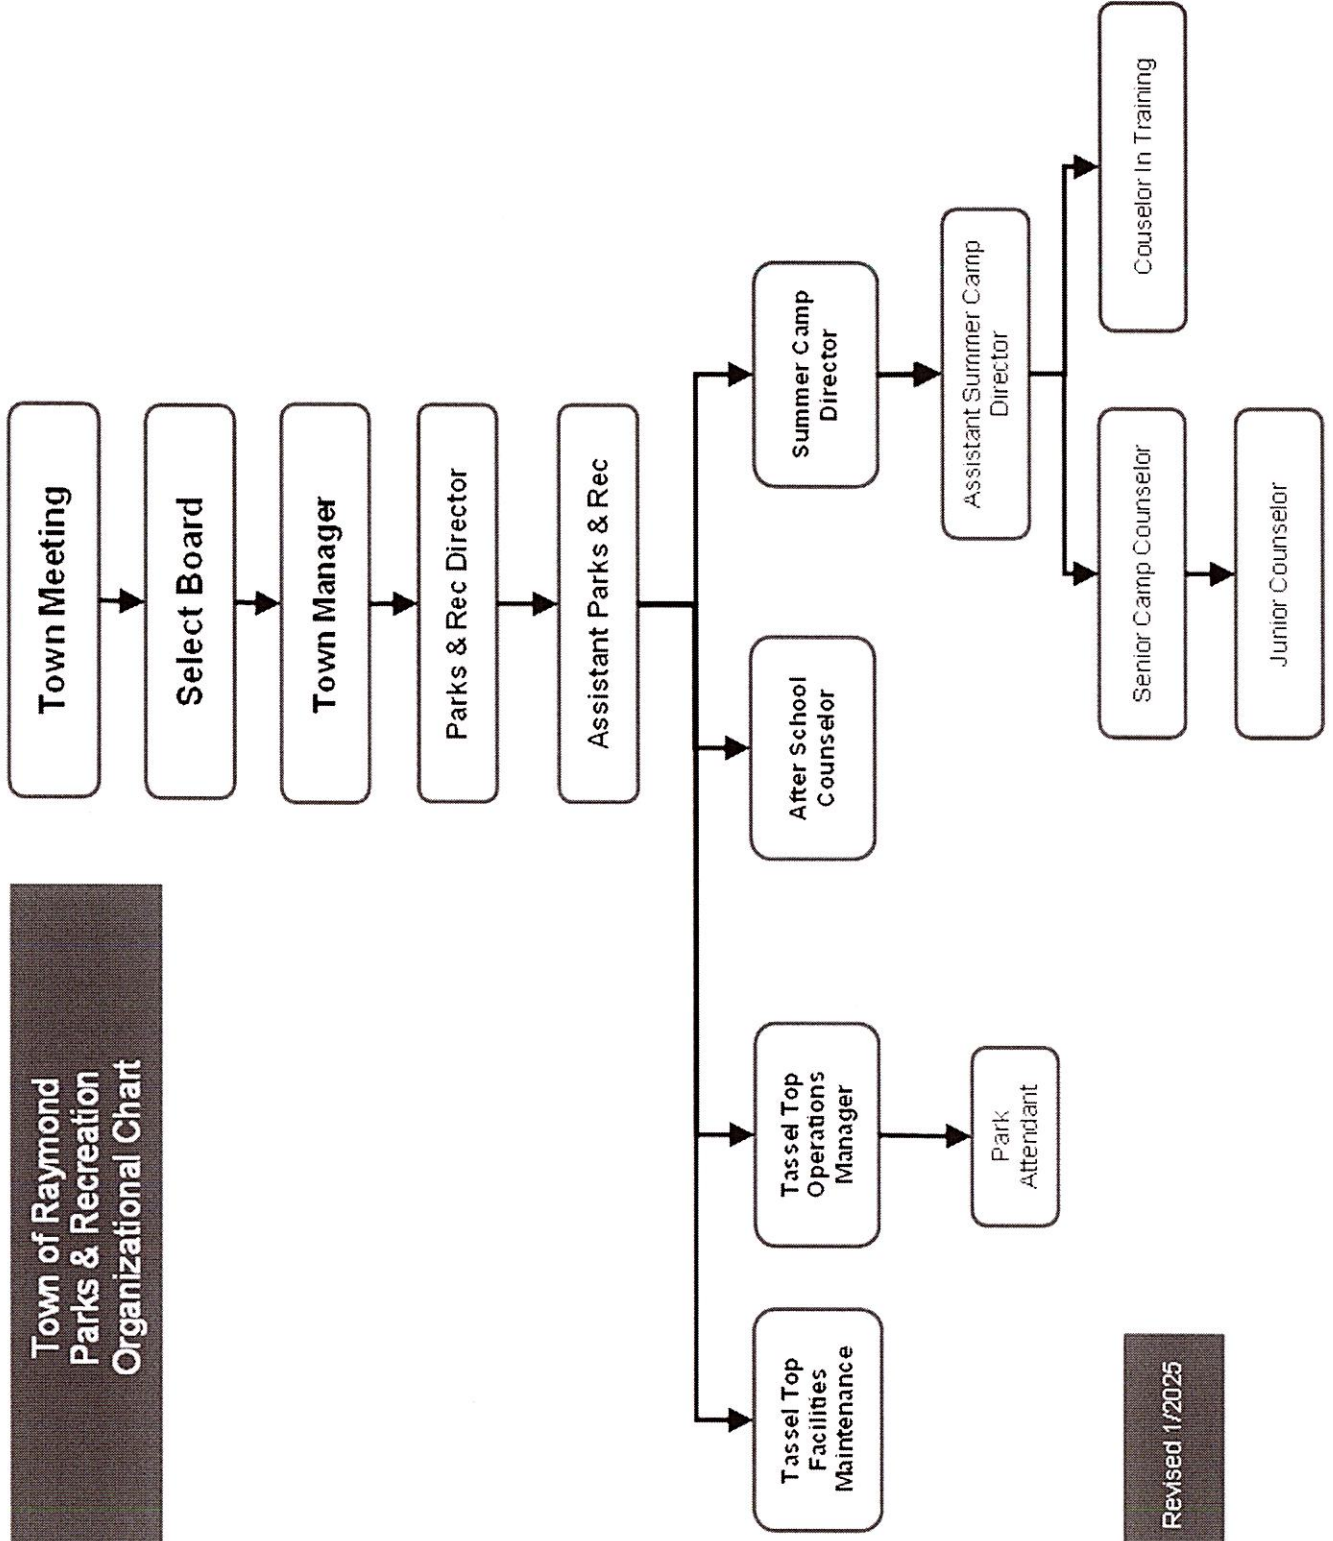 Town of Raymond
Parks & Recreation
Organizational Chart
Town Meeting
Select Board
Town Manager
Parks & Rec Director
Assistant Parks & Rec
Tassel Top
Facilities
Maintenance
Tassel Top
Operations
Manager
After School
Counselor
Summer Camp
Director
Park
Attendant
Assistant Summer Camp
Director
Senior Camp Counselor
Couselor In Training
Junior Counselor
Revised 1/2025